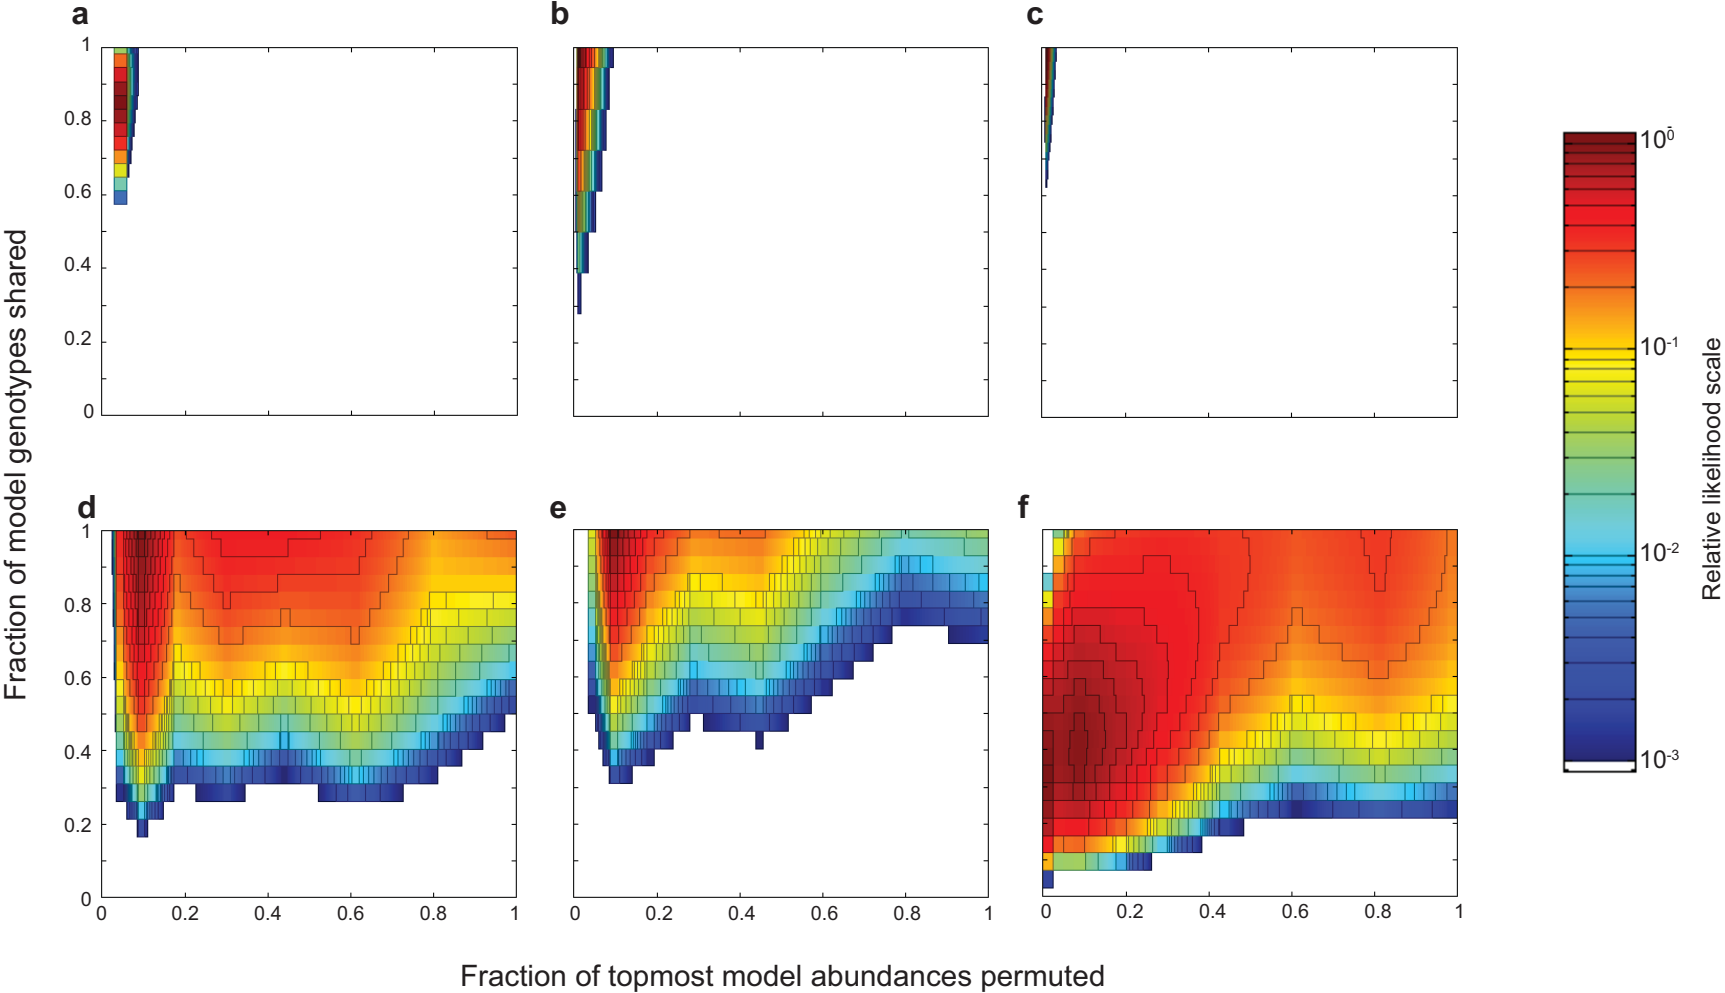 a b c
1
0.8
0.6
0.4
0.2
0
d e f
1
0.8
0.6
0.4
0.2
0
0 0.2 0.4 0.6 0.8 1
0 0.2 0.4 0.6 0.8 1
0 0.2 0.4 0.6 0.8 1
Fraction of model genotypes shared
Fraction of topmost model abundances permuted
10⁰
10⁻¹
10⁻²
10⁻³
Relative likelihood scale